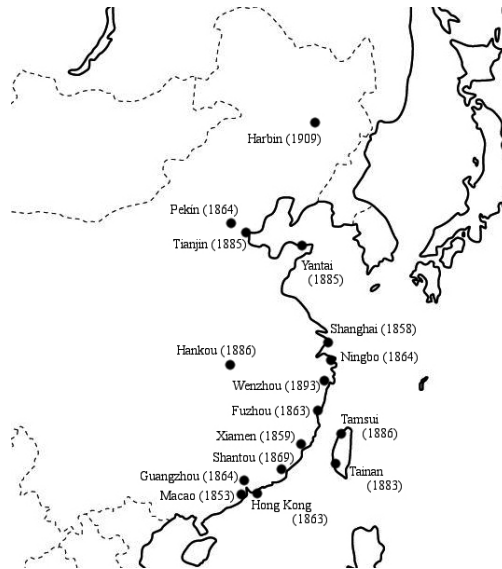 Harbin (1909)
Pekín (1864)
Tianjin (1885)
Yantai
(1885)
Shanghai (1858)
Hankou (1886)
Ningbo (1864)
Wenzhou (1893)
Fuzhou (1863)
Tamsui
(1886)
Xiamen (1859)
Shantou (1869)
Tainan
(1883)
Guangzhou (1864)
Macao (1853)
Hong Kong
(1863)